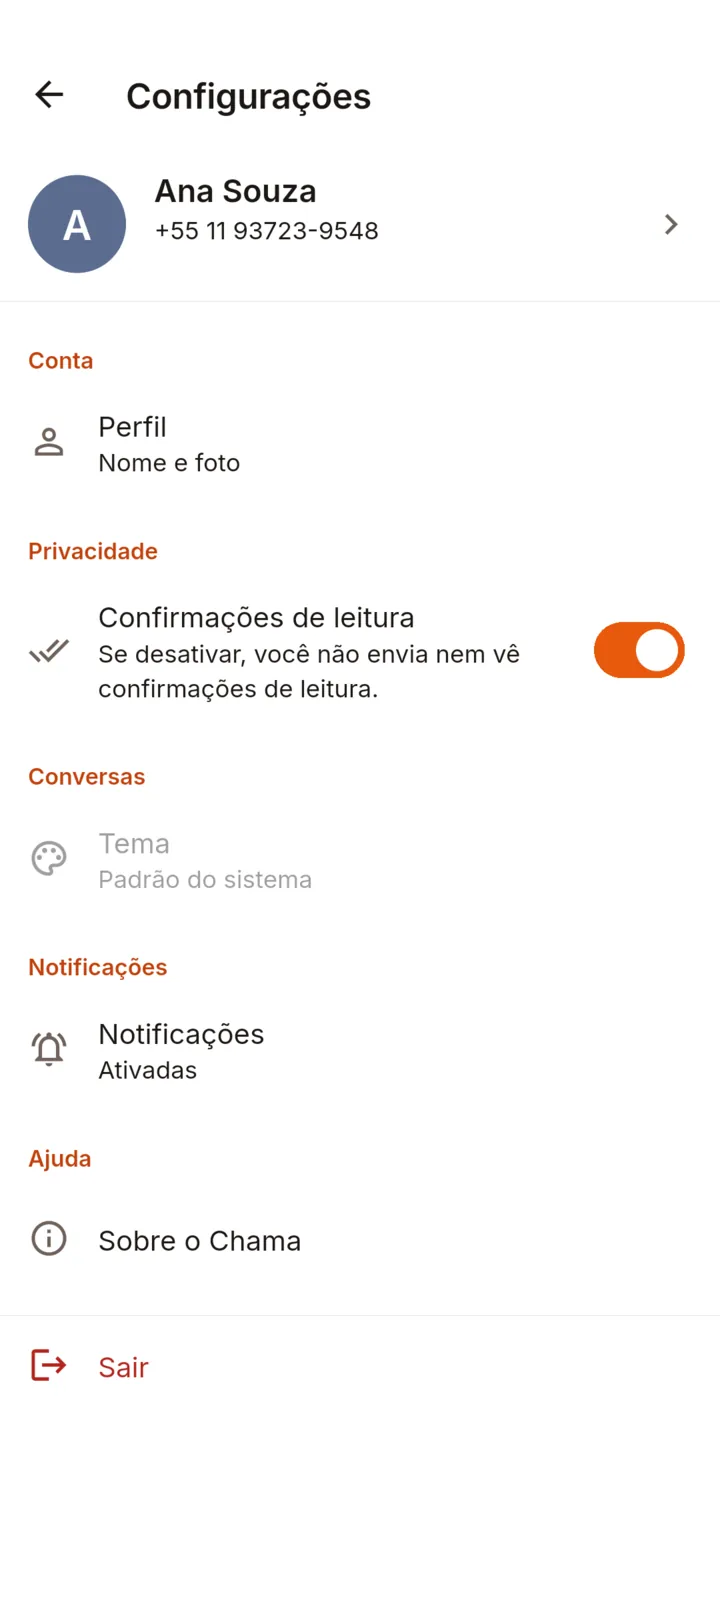 Configurações
A
Ana Souza
+55 11 93723-9548
Conta
Perfil
Nome e foto
Privacidade
Confirmações de leitura
Se desativar, você não envia nem vê
confirmações de leitura.
Conversas
Tema
Padrão do sistema
Notificações
Notificações
Ativadas
Ajuda
Sobre o Chama
Sair